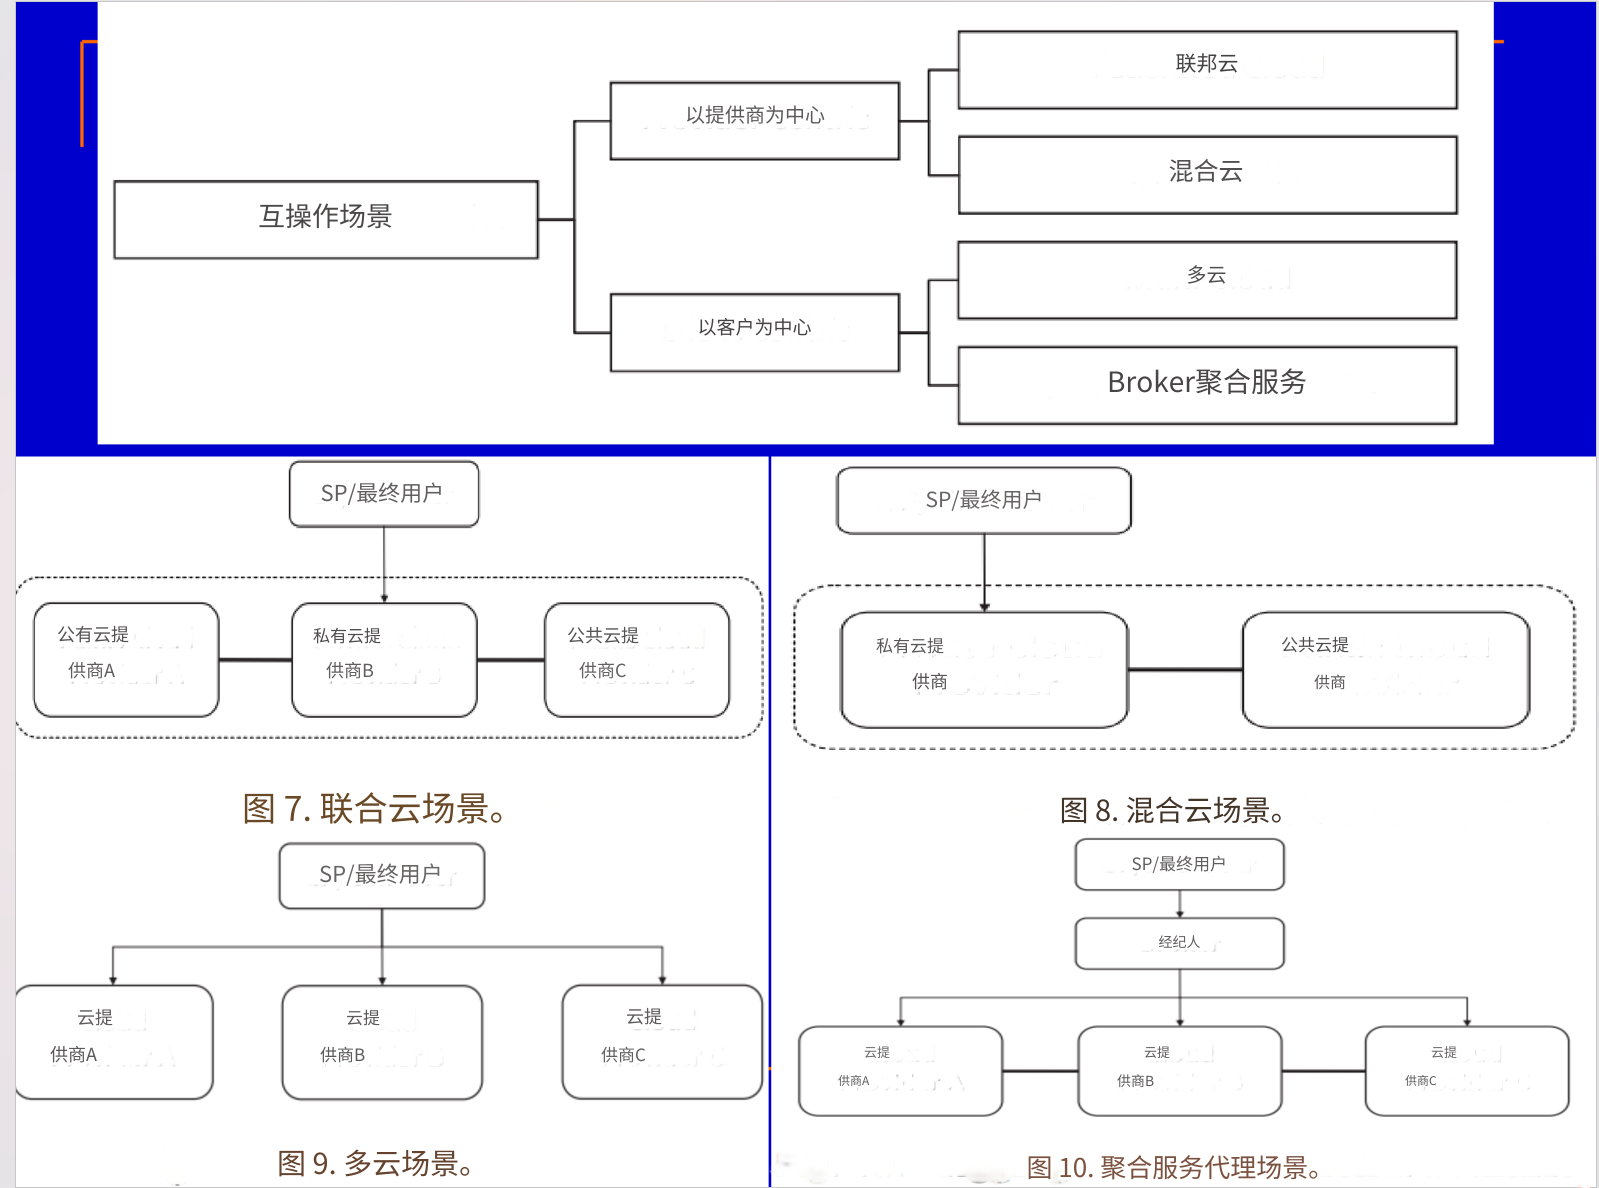 联邦云
以提供商为中心
混合云
互操作场景
多云
以客户为中心
Broker聚合服务
SP/最终用户
公有云提
供商A
私有云提
供商B
公共云提
供商C
图 7. 联合云场景。
SP/最终用户
私有云提
供商
公共云提
供商
图 8. 混合云场景。
SP/最终用户
云提
供商A
云提
供商B
云提
供商C
图 9. 多云场景。
SP/最终用户
经纪人
云提
供商A
云提
供商B
云提
供商C
图 10. 聚合服务代理场景。